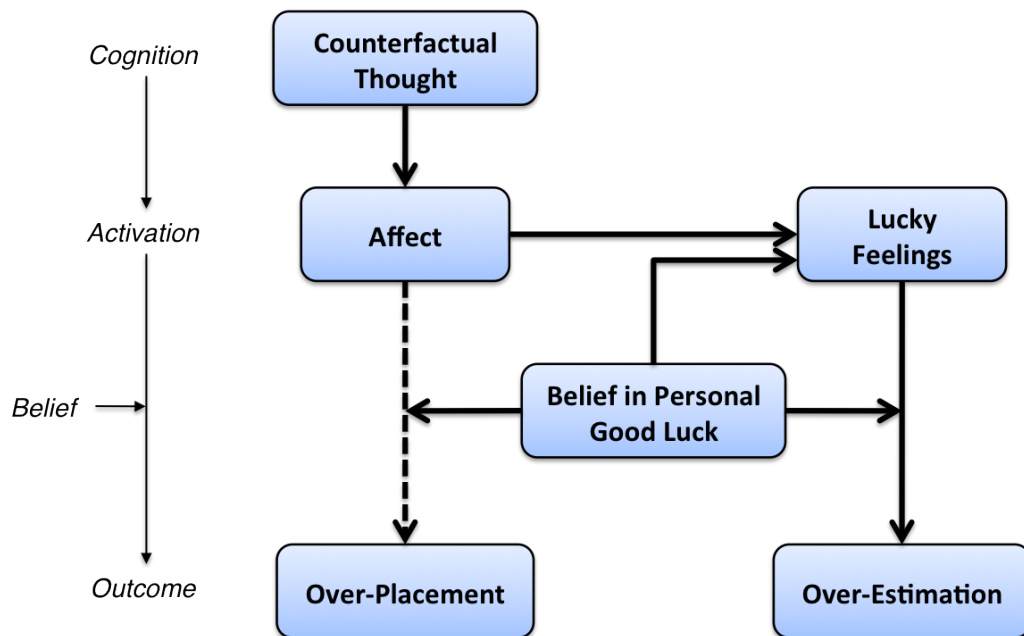 Cognition
Counterfactual
Thought
Activation
Affect
Lucky
Feelings
Belief
Belief in Personal
Good Luck
Outcome
Over-Placement
Over-Estimation